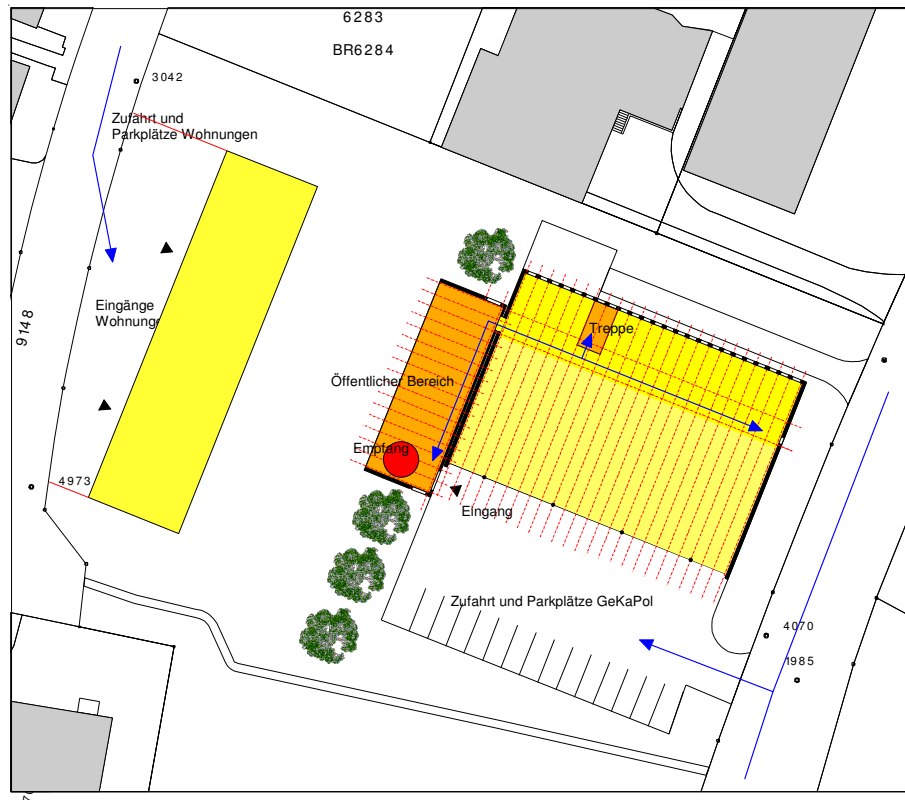 6283
BR6284
3042
Zufahrt und
Parkplätze Wohnungen
Eingänge
Wohnunge
9148
Treppe
Öffentlicher Bereich
Empfang
4973
Eingang
Zufahrt und Parkplätze GeKaPol
4070
1985